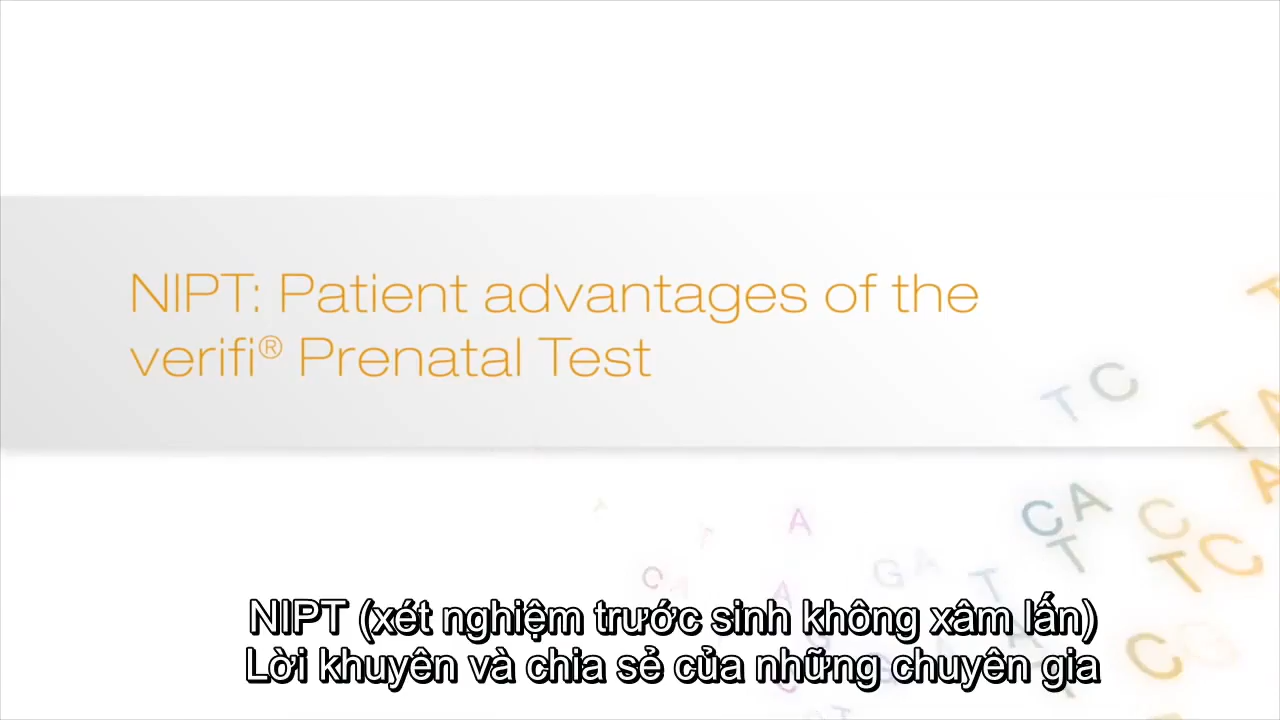 NIPT: Patient advantages of the
verifi® Prenatal Test
T C
T
T A
A
C A
T
C
T C
A
T
C
G A
T
A
A
C
NIPT (xét nghiệm trước sinh không xâm lấn)
Lời khuyên và chia sẻ của những chuyên gia